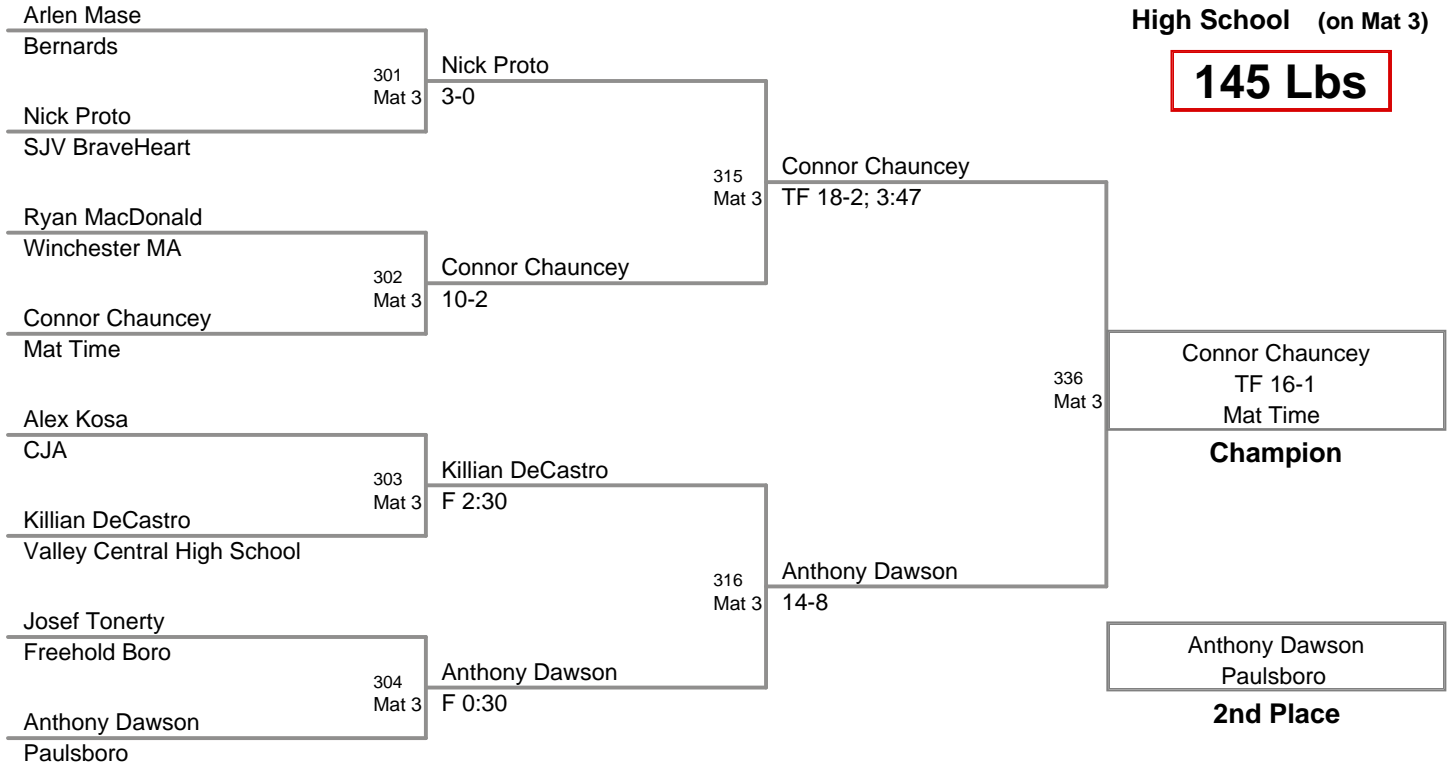 High School (on Mat 3)
145 Lbs
Arlen Mase
Bernards
301
Mat 3
Nick Proto
3-0
Nick Proto
SJV BraveHeart
315
Mat 3
Connor Chauncey
TF 18-2; 3:47
Ryan MacDonald
Winchester MA
302
Mat 3
Connor Chauncey
10-2
Connor Chauncey
Mat Time
336
Mat 3
Connor Chauncey
TF 16-1
Mat Time
Champion
Alex Kosa
CJA
303
Mat 3
Killian DeCastro
F 2:30
Killian DeCastro
Valley Central High School
316
Mat 3
Anthony Dawson
14-8
Josef Tonerty
Freehold Boro
304
Mat 3
Anthony Dawson
F 0:30
Anthony Dawson
Paulsboro
Anthony Dawson
Paulsboro
2nd Place